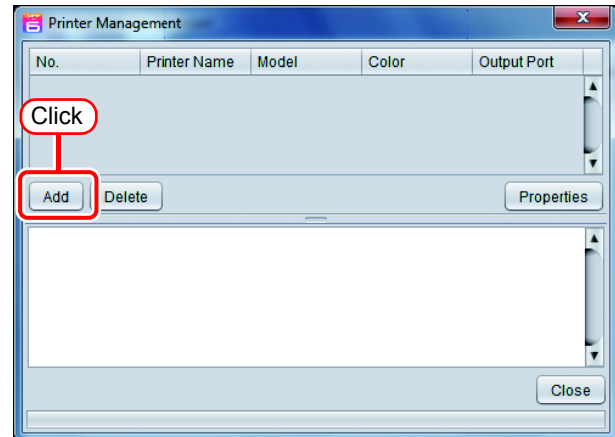 Printer Management
No. Printer Name Model Color Output Port
Click
Add Delete Properties
Close